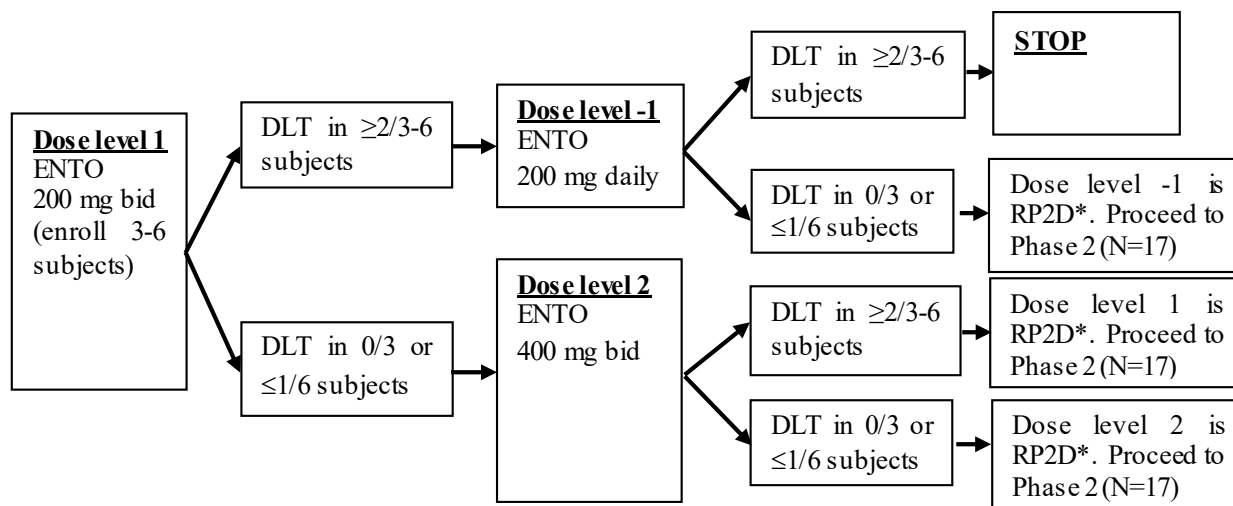 Dose level 1
ENTO
200 mg bid
(enroll 3-6
subjects)
DLT in ≥2/3-6
subjects
DLT in 0/3 or
≤1/6 subjects
Dose level -1
ENTO
200 mg daily
Dose level 2
ENTO
400 mg bid
DLT in ≥2/3-6
subjects
DLT in 0/3 or
≤1/6 subjects
DLT in ≥2/3-6
subjects
DLT in 0/3 or
≤1/6 subjects
STOP
Dose level -1 is
RP2D*. Proceed to
Phase 2 (N=17)
Dose level 1 is
RP2D*. Proceed to
Phase 2 (N=17)
Dose level 2 is
RP2D*. Proceed to
Phase 2 (N=17)